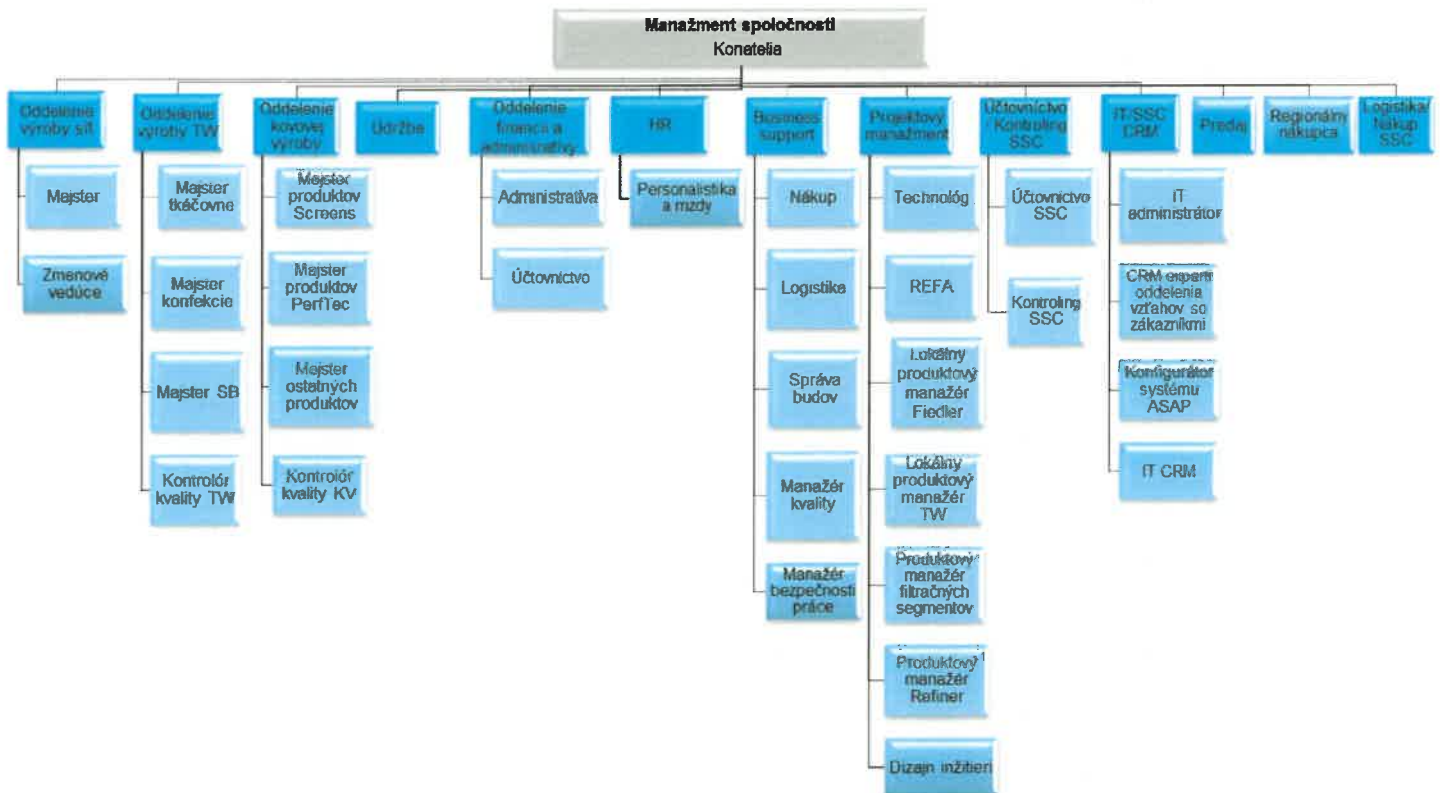 Manažment spoločnosti
Konatelia
Oddelenie
výroby sít
Oddelenie
výroby TW
Oddelenie
kovovej
výroby
Údržba
Oddelenie
financií a
administratívy
HR
Business
support
Projektový
manažment
Účtovníctvo
- Kontroling
SSC
IT/SSC
CRM
Predaj
Regionálny
nákupca
Logistika/
Nákup
SSC
Majster
Zmenové
vedúce
Majster
tkáčovne
Majster
konfekcie
Majster SB
Kontrolór
kvality TW
Majster
produktov
Screens
Majster
produktov
PerfTec
Majster
ostatných
produktov
Kontrolór
kvality KV
Administratíva
Účtovníctvo
Personalistika
a mzdy
Nákup
Logistika
Správa
budov
Manažér
kvality
Manažér
bezpečnosti
práce
Technológ
REFA
Lokálny
produktový
manažér
Fiedler
Lokálny
produktový
manažér
TW
Produktový
manažér
filtračných
segmentov
Produktový
manažér
Refiner
Dizajn inžinieri
Účtovníctvo
SSC
Kontroling
SSC
IT
administrátor
CRM experti
oddelenia
vzťahov so
zákazníkmi
Konfigurátor
systému
ASAP
IT CRM